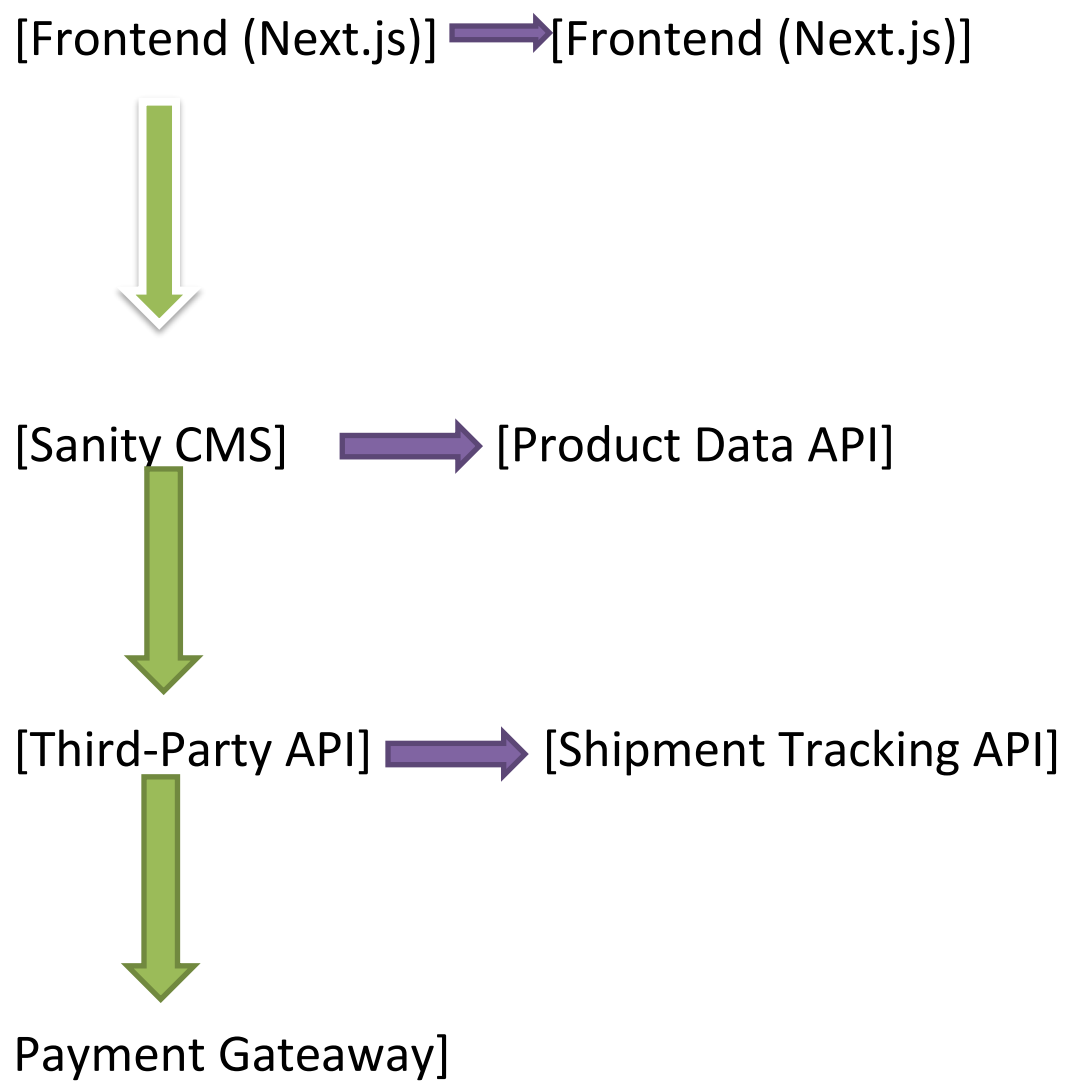 [Frontend (Next.js)] [Frontend (Next.js)]
[Sanity CMS] [Product Data API]
[Third-Party API] [Shipment Tracking API]
Payment Gateaway]